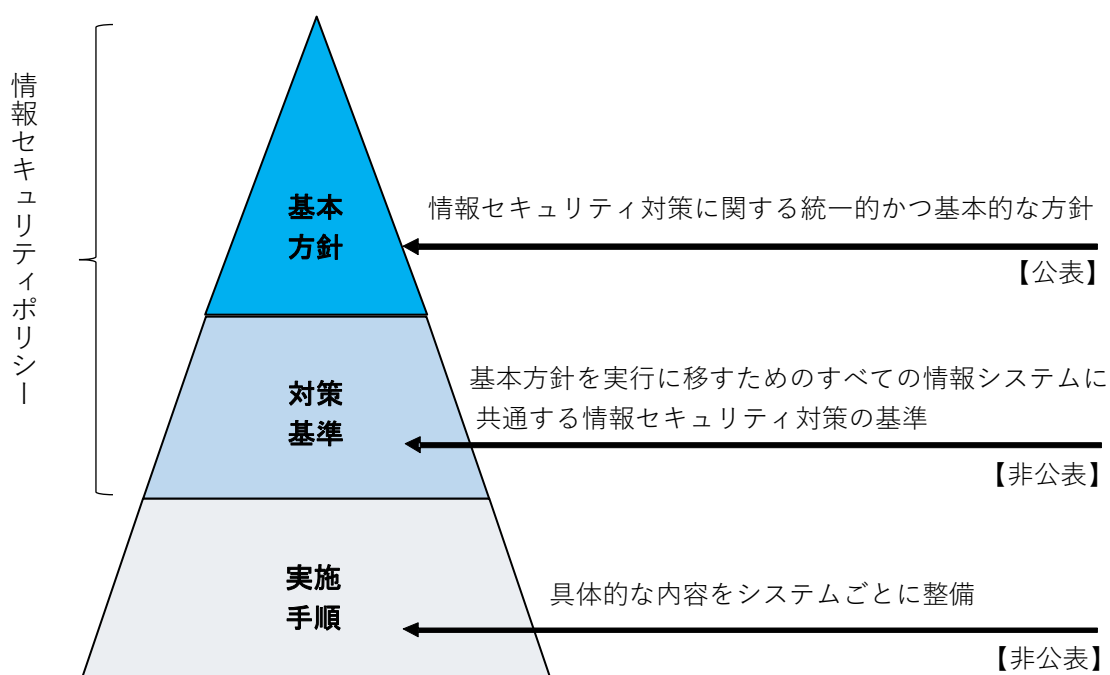 情報セキュリティポリシー
基本
方針
情報セキュリティ対策に関する統一的かつ基本的な方針
【公表】
対策
基準
基本方針を実行に移すためのすべての情報システムに
共通する情報セキュリティ対策の基準
【非公表】
実施
手順
具体的な内容をシステムごとに整備
【非公表】